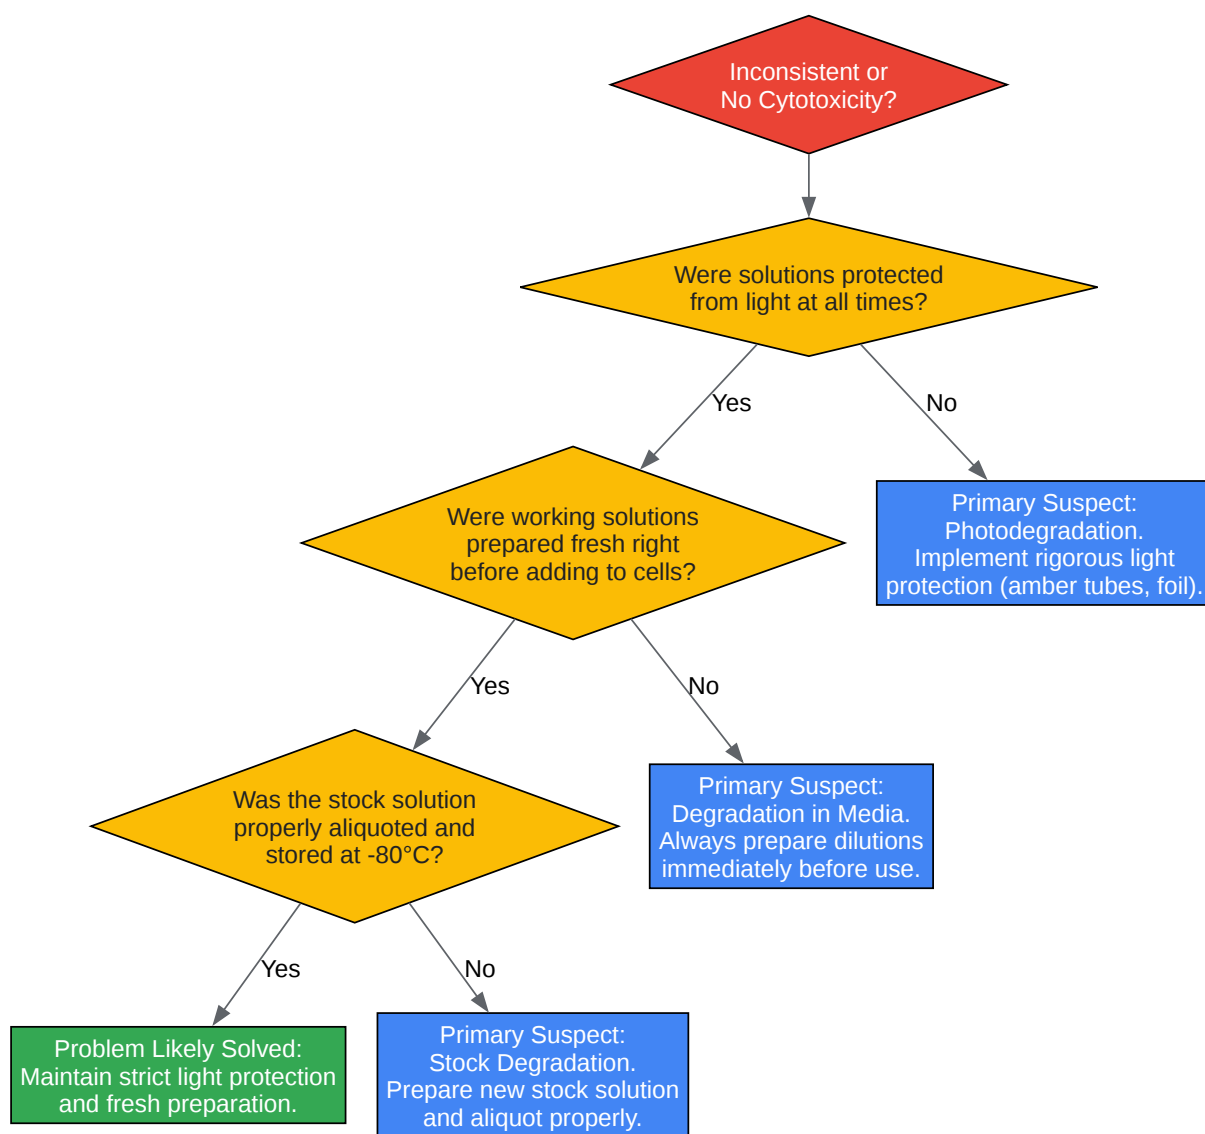 Inconsistent or
No Cytotoxicity?
Were solutions protected
from light at all times?
Yes
No
Were working solutions
prepared fresh right
before adding to cells?
Primary Suspect:
Photodegradation.
Implement rigorous light
protection (amber tubes, foil).
Yes
No
Was the stock solution
properly aliquoted and
stored at -80°C?
Primary Suspect:
Degradation in Media.
Always prepare dilutions
immediately before use.
Yes
No
Problem Likely Solved:
Maintain strict light protection
and fresh preparation.
Primary Suspect:
Stock Degradation.
Prepare new stock solution
and aliquot properly.